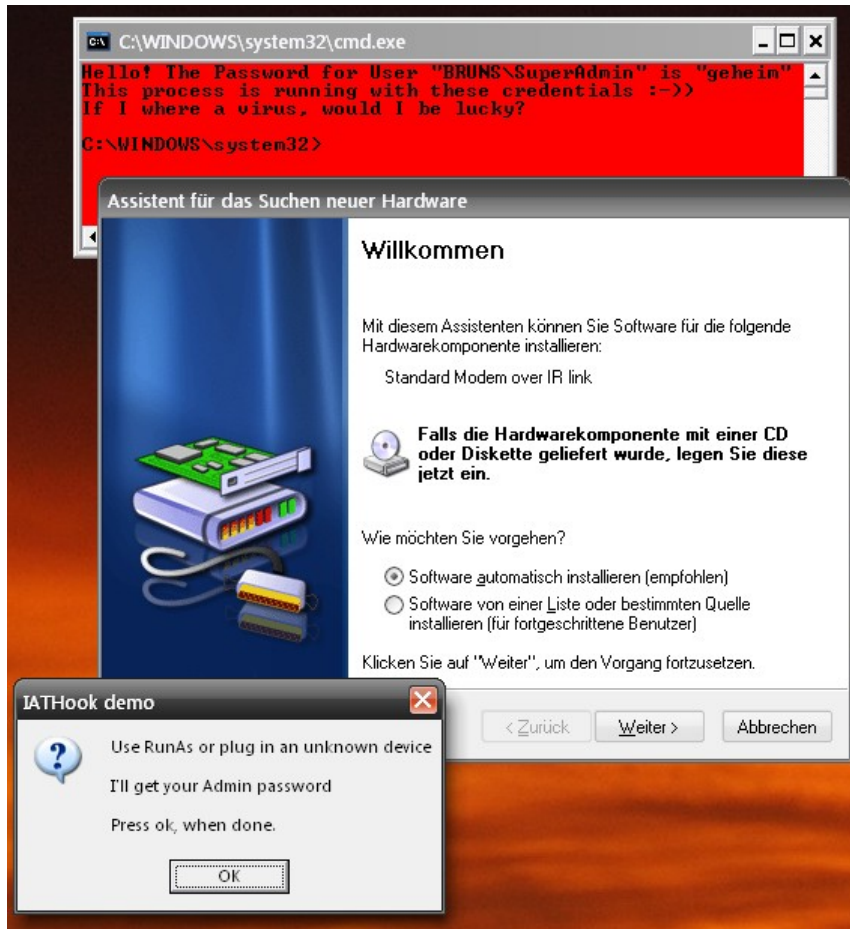 C:\WINDOWS\system32\cmd.exe
Hello! The Password for User "BRUNS\SuperAdmin" is "geheim"
This process is running with these credentials :-))
If I where a virus, would I be lucky?
C:\WINDOWS\system32>
Assistent für das Suchen neuer Hardware
Willkommen
Mit diesem Assistenten können Sie Software für die folgende
Hardwarekomponente installieren:
Standard Modem over IR link
Falls die Hardwarekomponente mit einer CD
oder Diskette geliefert wurde, legen Sie diese
jetzt ein.
Wie möchten Sie vorgehen?
Software automatisch installieren (empfohlen)
Software von einer Liste oder bestimmten Quelle
installieren (für fortgeschrittene Benutzer)
Klicken Sie auf "Weiter", um den Vorgang fortzusetzen.
< Zurück Weiter > Abbrechen
IATHook demo
Use RunAs or plug in an unknown device
I'll get your Admin password
Press ok, when done.
OK